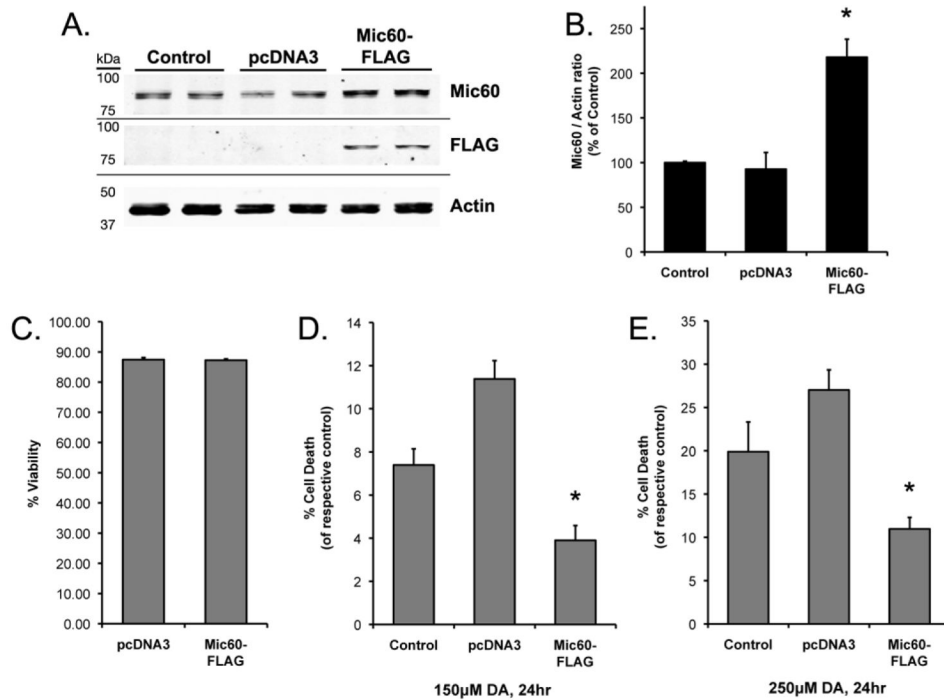 A.
kDa
Control pcDNA3 Mic60-
FLAG
100
75
Mic60
100
75
FLAG
50
37
Actin
B.
Mic60 / Actin ratio
(% of Control)
250
200
150
100
50
0
*
Control pcDNA3 Mic60-
FLAG
C.
% Viability
100.00
90.00
80.00
70.00
60.00
50.00
40.00
30.00
20.00
10.00
0.00
pcDNA3 Mic60-
FLAG
D.
% Cell Death
(of respective control)
14
12
10
8
6
4
2
0
*
Control pcDNA3 Mic60-
FLAG
150µM DA, 24hr
E.
% Cell Death
(of respective control)
35
30
25
20
15
10
5
0
*
Control pcDNA3 Mic60-
FLAG
250µM DA, 24hr